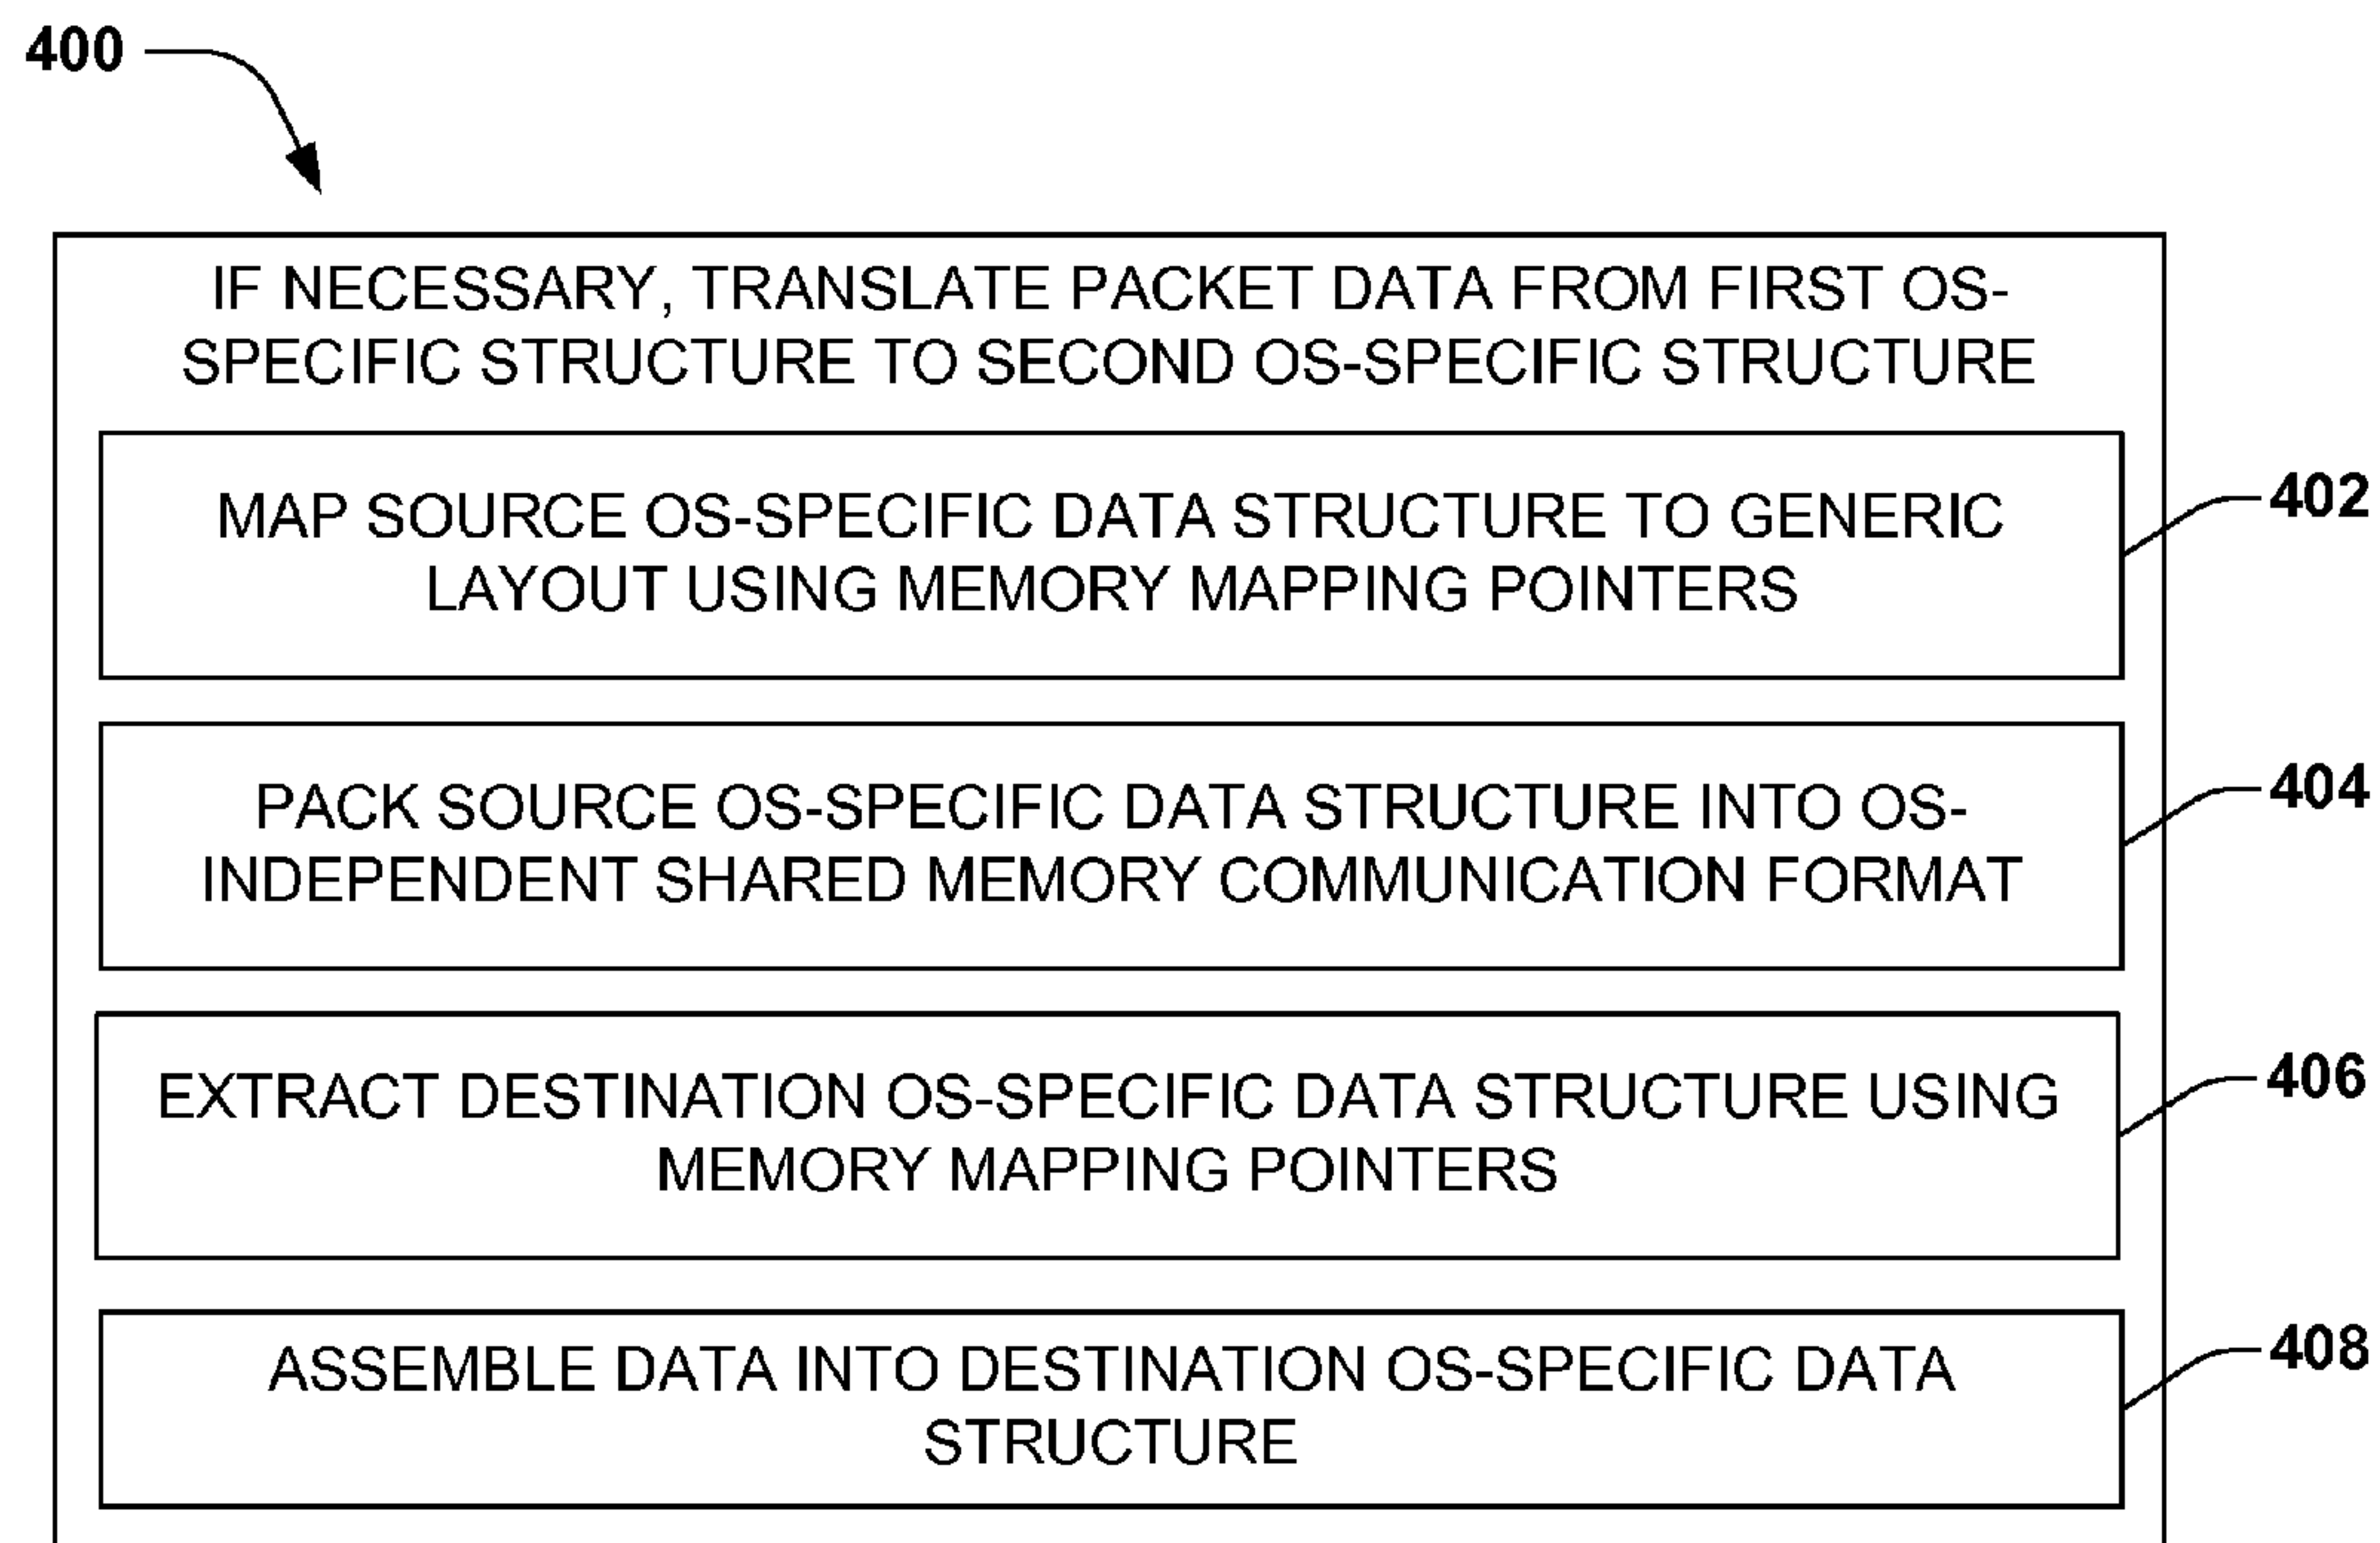 400
IF NECESSARY, TRANSLATE PACKET DATA FROM FIRST OS-
SPECIFIC STRUCTURE TO SECOND OS-SPECIFIC STRUCTURE
MAP SOURCE OS-SPECIFIC DATA STRUCTURE TO GENERIC
LAYOUT USING MEMORY MAPPING POINTERS
402
PACK SOURCE OS-SPECIFIC DATA STRUCTURE INTO OS-
INDEPENDENT SHARED MEMORY COMMUNICATION FORMAT
404
EXTRACT DESTINATION OS-SPECIFIC DATA STRUCTURE USING
MEMORY MAPPING POINTERS
406
ASSEMBLE DATA INTO DESTINATION OS-SPECIFIC DATA
STRUCTURE
408